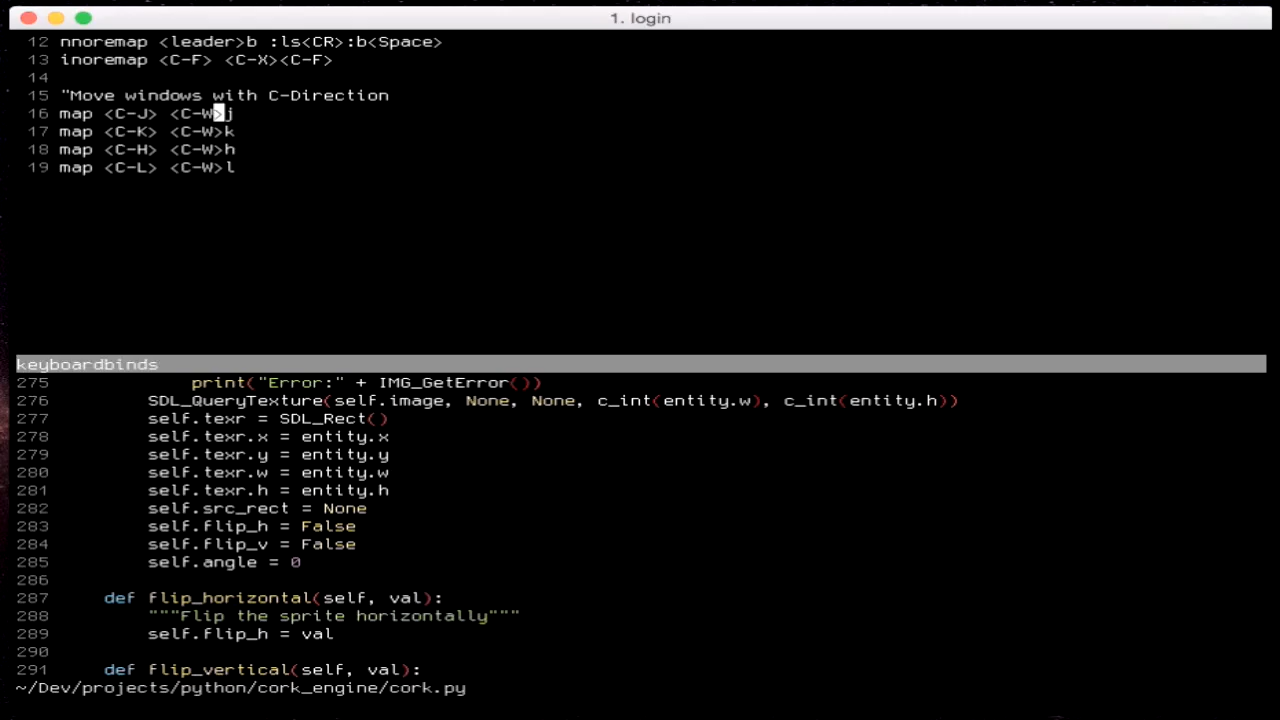 1. login
12 nnoremap <leader>b :ls<CR>:b<Space>
13 inoremap <C-F> <C-X><C-F>
14
15 "Move windows with C-Direction
16 map <C-J> <C-W>j
17 map <C-K> <C-W>k
18 map <C-H> <C-W>h
19 map <C-L> <C-W>l
keyboardbinds
275 print("Error:" + IMG_GetError())
276 SDL_QueryTexture(self.image, None, None, c_int(entity.w), c_int(entity.h))
277 self.texr = SDL_Rect()
278 self.texr.x = entity.x
279 self.texr.y = entity.y
280 self.texr.w = entity.w
281 self.texr.h = entity.h
282 self.src_rect = None
283 self.flip_h = False
284 self.flip_v = False
285 self.angle = 0
286
287 def flip_horizontal(self, val):
288 """Flip the sprite horizontally"""
289 self.flip_h = val
290
291 def flip_vertical(self, val):
~/Dev/projects/python/cork_engine/cork.py